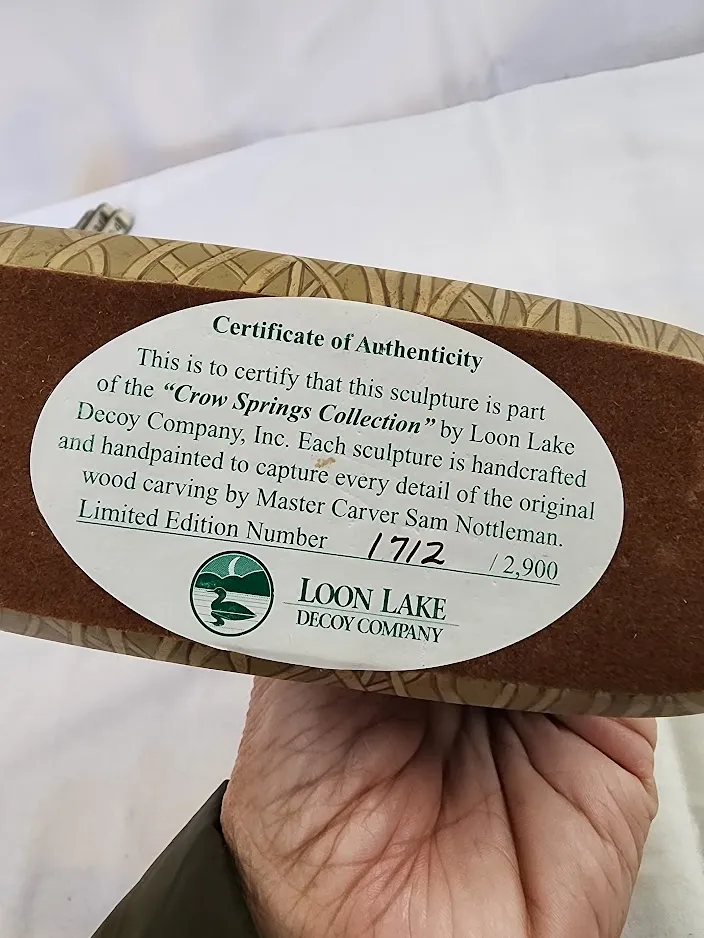 Certificate of Authenticity
This is to certify that this sculpture is part
of the “Crow Springs Collection” by Loon Lake
Decoy Company, Inc. Each sculpture is handcrafted
and handpainted to capture every detail of the original
wood carving by Master Carver Sam Nottleman.
Limited Edition Number 1712 / 2,900
LOON LAKE
DECOY COMPANY